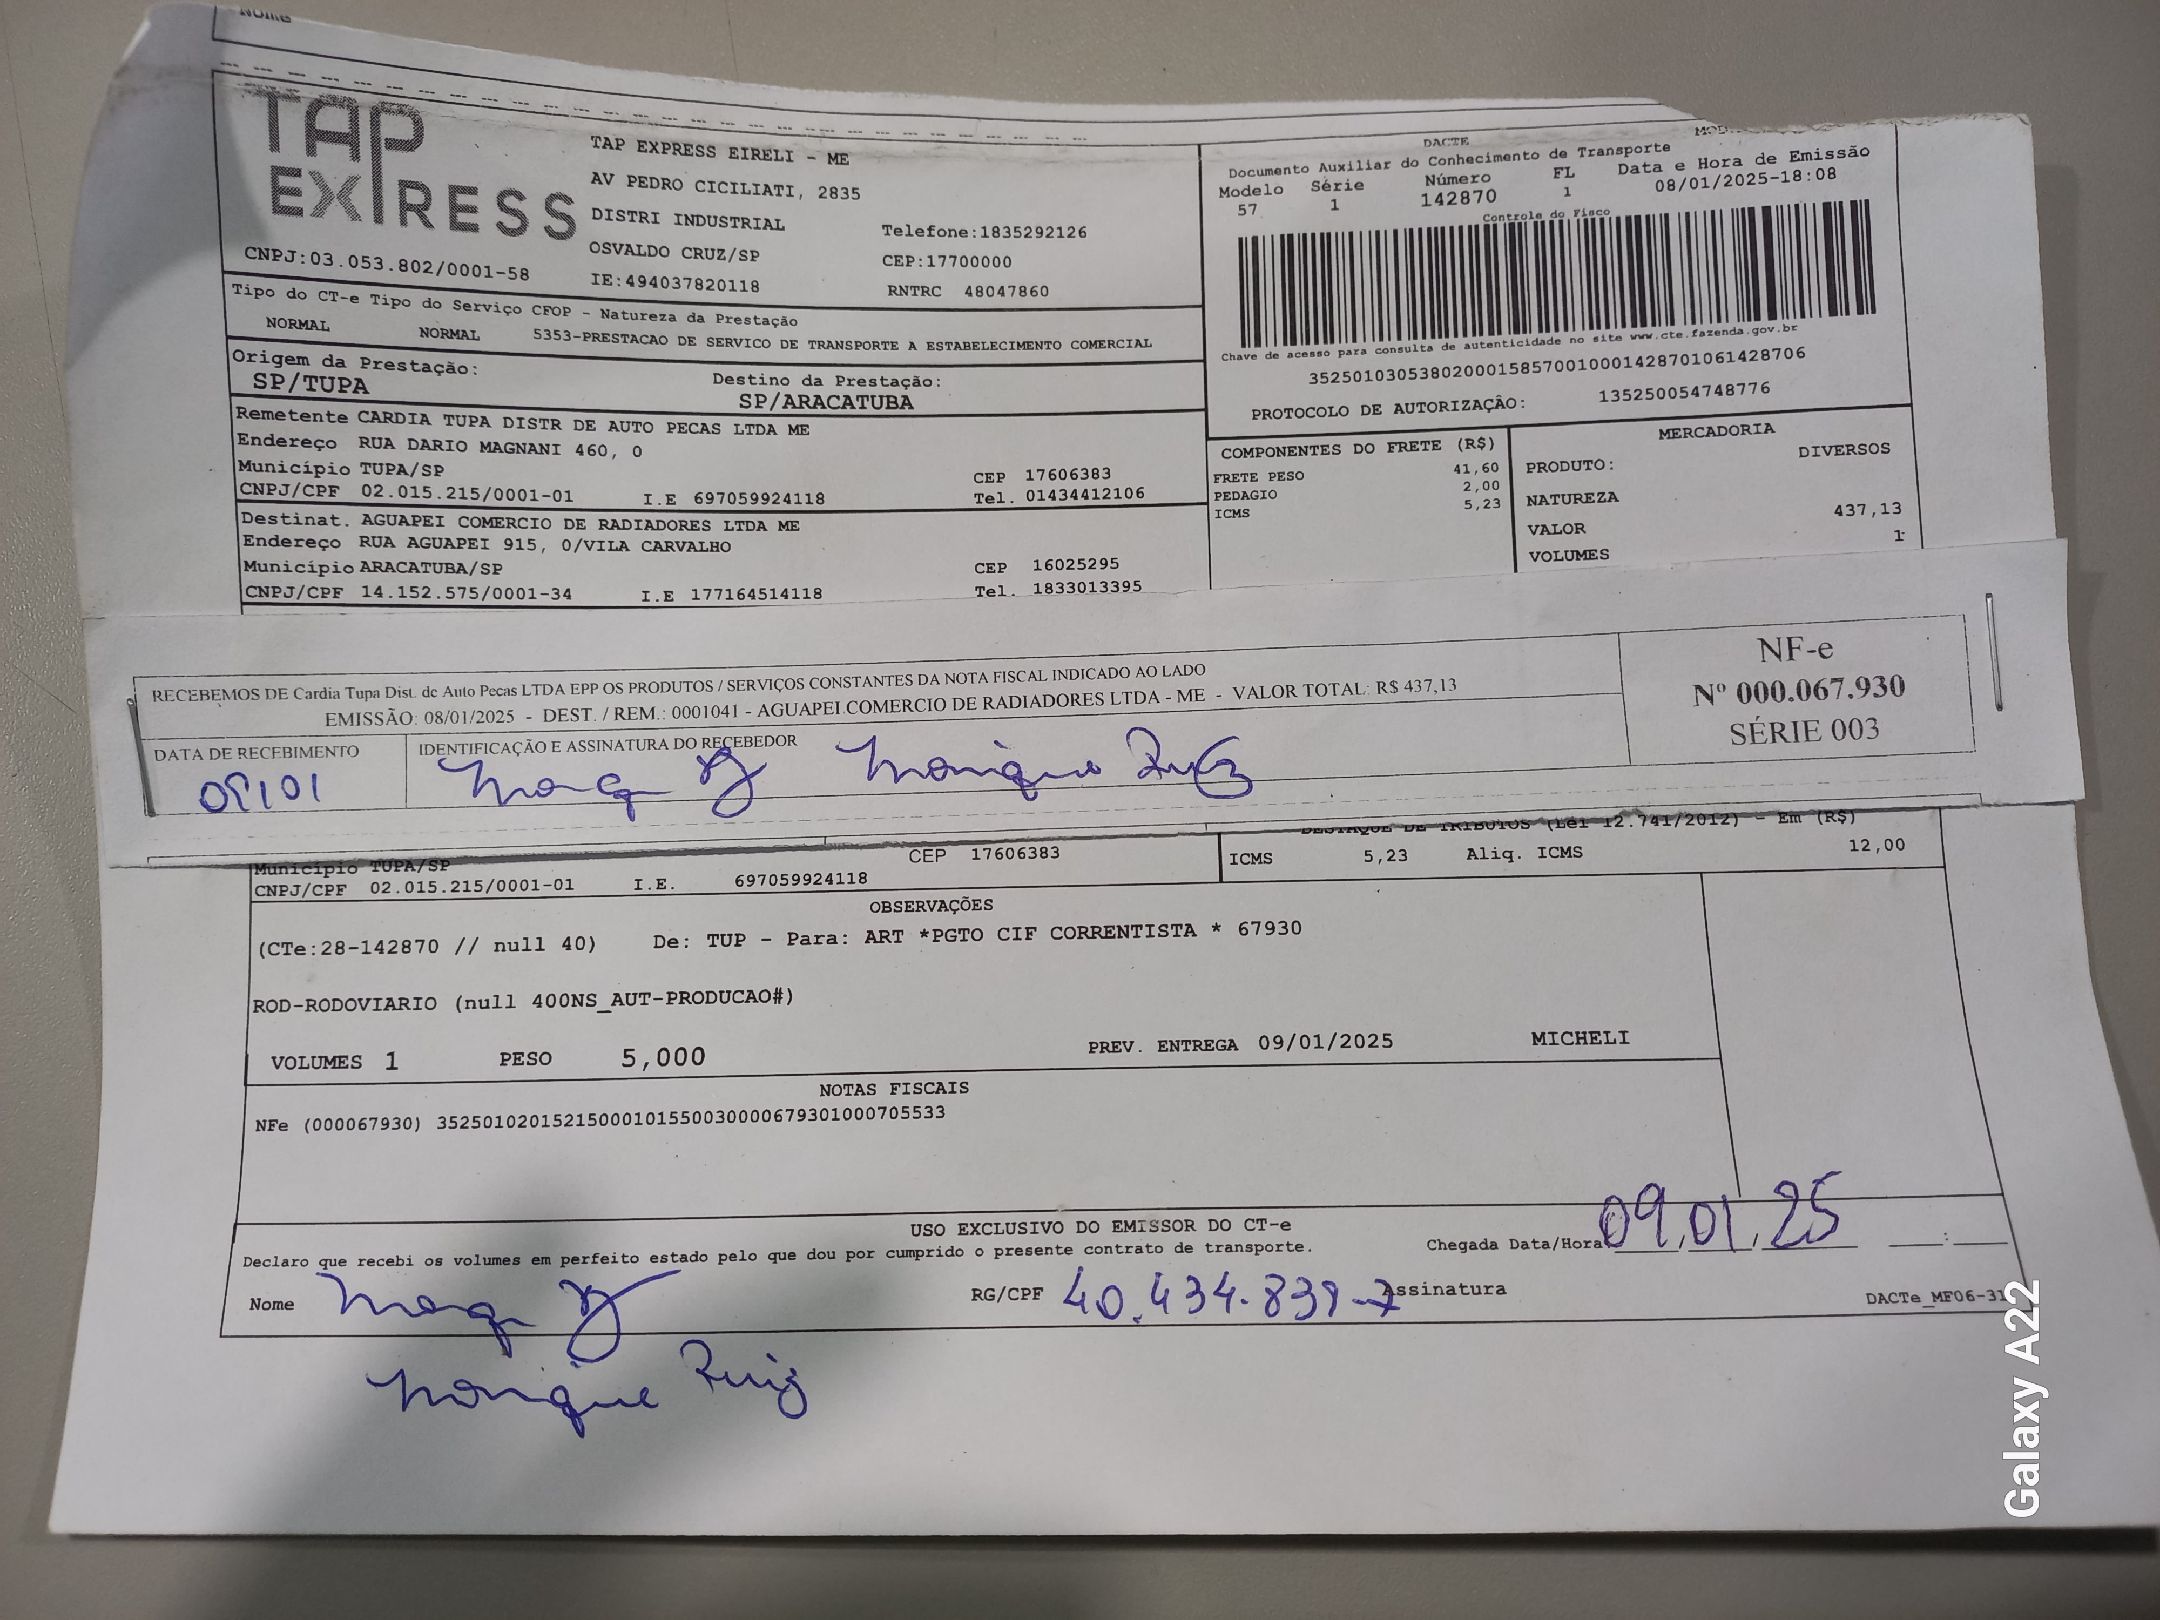 TAP EXPRESS
CNPJ:03.053.802/0001-58
TAP EXPRESS EIRELI - ME
AV PEDRO CICILIATI, 2835
DISTRI INDUSTRIAL
OSVALDO CRUZ/SP
IE:494037820118
Telefone:1835292126
CEP:17700000
RNTRC 48047860
DACTE
Documento Auxiliar do Conhecimento de Transporte
Modelo Série Número FL Data e Hora de Emissão
57 1 142870 1 08/01/2025-18:08
Controle do Fisco
Chave de acesso para consulta de autenticidade no site www.cte.fazenda.gov.br
35250103053802000158570010001428701061428706
PROTOCOLO DE AUTORIZAÇÃO: 135250054748776
Tipo do CT-e Tipo do Serviço CFOP - Natureza da Prestação
NORMAL NORMAL 5353-PRESTACAO DE SERVICO DE TRANSPORTE A ESTABELECIMENTO COMERCIAL
Origem da Prestação: Destino da Prestação:
SP/TUPA SP/ARACATUBA
Remetente CARDIA TUPA DISTR DE AUTO PECAS LTDA ME
Endereço RUA DARIO MAGNANI 460, 0
Município TUPA/SP CEP 17606383
CNPJ/CPF 02.015.215/0001-01 I.E 697059924118 Tel. 01434412106
Destinat. AGUAPEI COMERCIO DE RADIADORES LTDA ME
Endereço RUA AGUAPEI 915, 0/VILA CARVALHO
Município ARACATUBA/SP CEP 16025295
CNPJ/CPF 14.152.575/0001-34 I.E 177164514118 Tel. 1833013395
COMPONENTES DO FRETE (R$)
FRETE PESO 41,60
PEDAGIO 2,00
ICMS 5,23
MERCADORIA
PRODUTO: DIVERSOS
NATUREZA
VALOR 437,13
VOLUMES 1
RECEBEMOS DE Cardia Tupa Dist. de Auto Pecas LTDA EPP OS PRODUTOS / SERVIÇOS CONSTANTES DA NOTA FISCAL INDICADO AO LADO
EMISSÃO: 08/01/2025 - DEST. / REM.: 0001041 - AGUAPEI COMERCIO DE RADIADORES LTDA - ME - VALOR TOTAL: R$ 437,13
DATA DE RECEBIMENTO IDENTIFICAÇÃO E ASSINATURA DO RECEBEDOR
09101 Monique Ruiz
NF-e
Nº 000.067.930
SÉRIE 003
DESTAQUE DE TRIBUTOS (Lei 12.741/2012) - Em (R$)
Município TUPA/SP CEP 17606383
CNPJ/CPF 02.015.215/0001-01 I.E. 697059924118
ICMS 5,23 Aliq. ICMS 12,00
OBSERVAÇÕES
(CTe:28-142870 // null 40) De: TUP - Para: ART *PGTO CIF CORRENTISTA * 67930
ROD-RODOVIARIO (null 400NS_AUT-PRODUCAO#)
VOLUMES 1 PESO 5,000 PREV. ENTREGA 09/01/2025 MICHELI
NOTAS FISCAIS
NFe (000067930) 35250102015215000101550030000679301000705533
USO EXCLUSIVO DO EMISSOR DO CT-e
Declaro que recebi os volumes em perfeito estado pelo que dou por cumprido o presente contrato de transporte.
Chegada Data/Hora 09,01,25 :
Nome RG/CPF 40.434.839-7 Assinatura
DACTe_MF06-31
Monique Ruiz
Galaxy A22